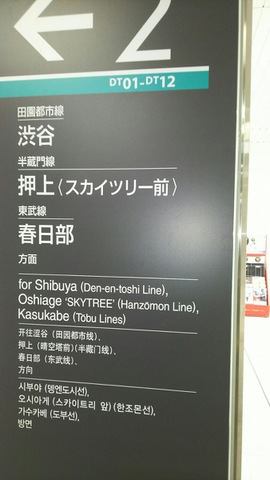 ← 2
DT01-DT12
田園都市線
渋谷
半蔵門線
押上〈スカイツリー前〉
東武線
春日部
方面
for Shibuya (Den-en-toshi Line),
Oshiage ‘SKYTREE’ (Hanzōmon Line),
Kasukabe (Tōbu Lines)
开往涩谷（田园都市线）、
押上（晴空塔前）（半藏门线）、
春日部（东武线）、
方向
시부야 (덴엔도시선),
오시아게 (스카이트리 앞) (한조몬선),
가수카베 (도부선),
방면